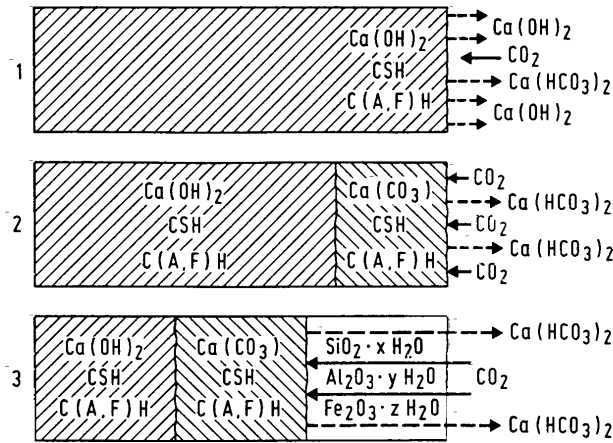 1
Ca(OH)₂
CSH
C(A,F)H
Ca(OH)₂
CO₂
Ca(HCO₃)₂
Ca(OH)₂
2
Ca(OH)₂
CSH
C(A,F)H
Ca(CO₃)
CSH
C(A,F)H
CO₂
Ca(HCO₃)₂
CO₂
Ca(HCO₃)₂
CO₂
3
Ca(OH)₂
CSH
C(A,F)H
Ca(CO₃)
CSH
C(A,F)H
SiO₂·x H₂O
Al₂O₃·y H₂O
Fe₂O₃·z H₂O
Ca(HCO₃)₂
CO₂
Ca(HCO₃)₂